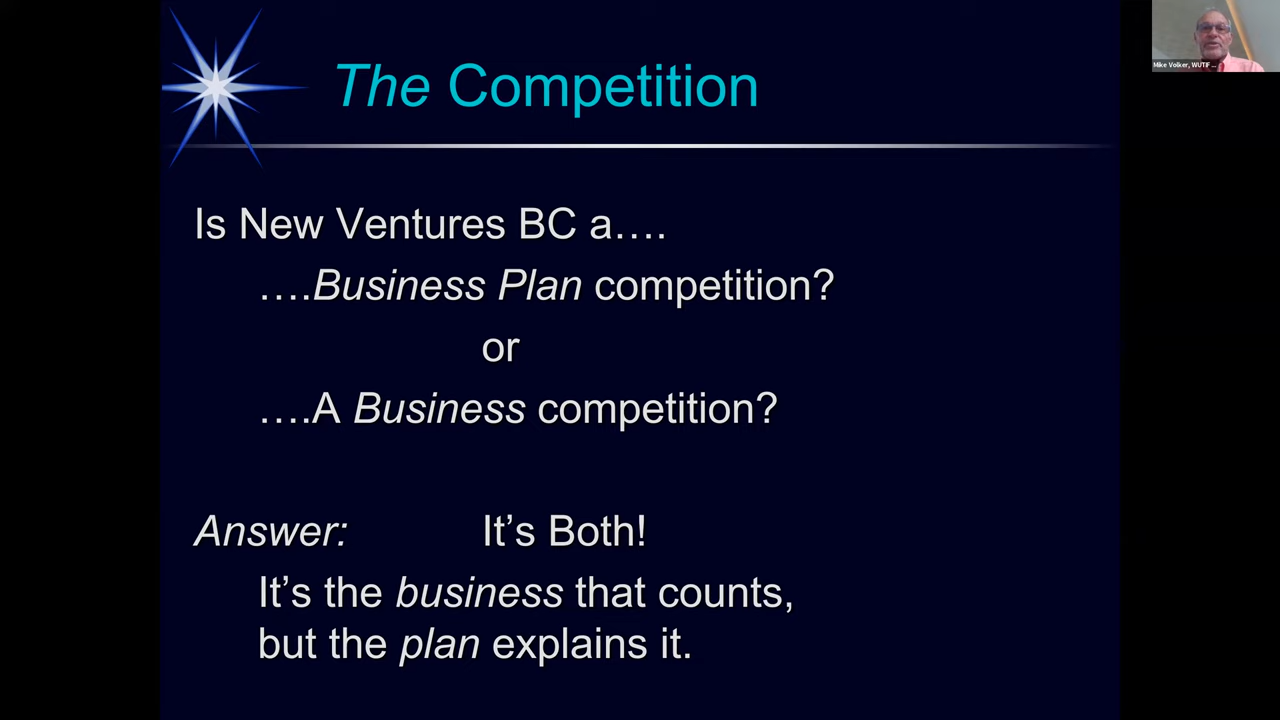 The Competition
Mike Volker, WUTIF ...
Is New Ventures BC a….
….Business Plan competition?
or
….A Business competition?
Answer: It’s Both!
It’s the business that counts,
but the plan explains it.